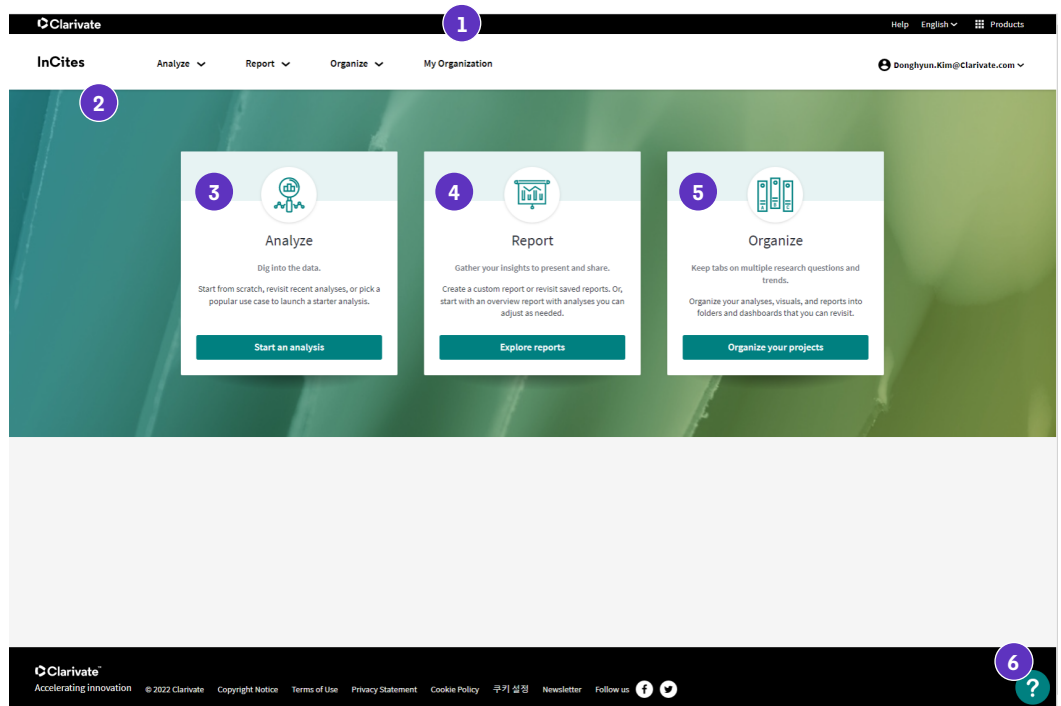 Clarivate
1
Help English Products
InCites
Analyze Report Organize My Organization
Donghyun.Kim@Clarivate.com
2
3
Analyze
Dig into the data.
Start from scratch, revisit recent analyses, or pick a
popular use case to launch a starter analysis.
Start an analysis
4
Report
Gather your insights to present and share.
Create a custom report or revisit saved reports. Or,
start with an overview report with analyses you can
adjust as needed.
Explore reports
5
A B C
Organize
Keep tabs on multiple research questions and
trends.
Organize your analyses, visuals, and reports into
folders and dashboards that you can revisit.
Organize your projects
6
Clarivate™
Accelerating innovation © 2022 Clarivate Copyright Notice Terms of Use Privacy Statement Cookie Policy 쿠키 설정 Newsletter Follow us f
?